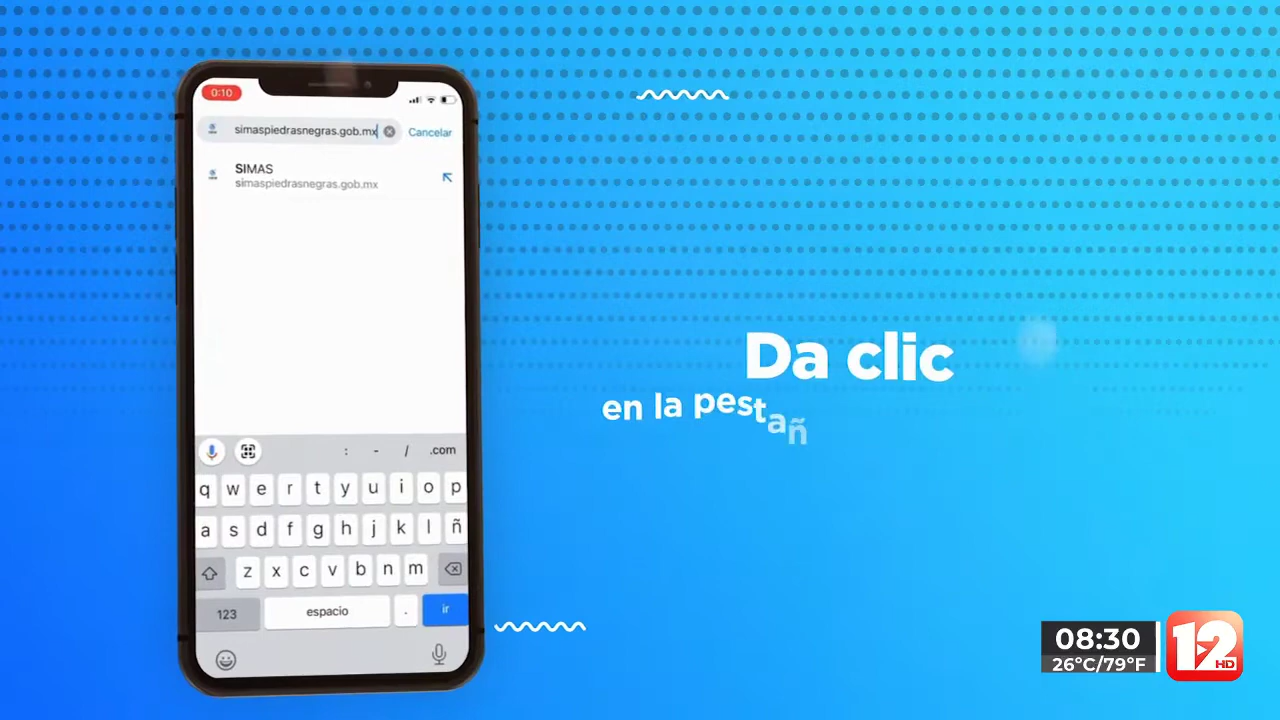 0:10
simaspiedrasnegras.gob.mx
Cancelar
SIMAS
simaspiedrasnegras.gob.mx
Da clic
en la pestañ
: - / .com
q w e r t y u i o p
a s d f g h j k l ñ
z x c v b n m
123 espacio . ir
08:30
26°C/79°F
12
HD